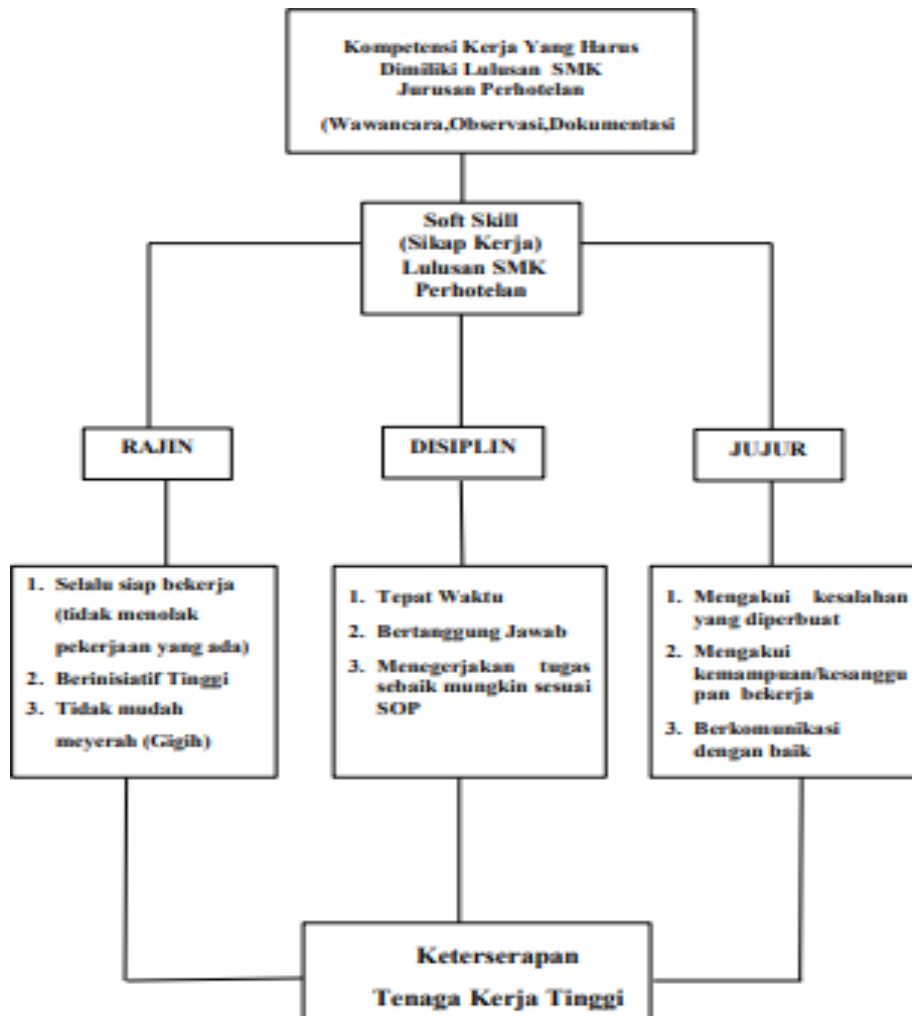 Kompetensi Kerja Yang Harus
Dimiliki Lulusan SMK
Jurusan Perhotelan
(Wawancara,Observasi,Dokumentasi
Soft Skill
(Sikap Kerja)
Lulusan SMK
Perhotelan
RAJIN
DISIPLIN
JUJUR
1. Selalu siap bekerja
(tidak menolak
pekerjaan yang ada)
2. Berinisiatif Tinggi
3. Tidak mudah
meyerah (Gigih)
1. Tepat Waktu
2. Bertanggung Jawab
3. Menegerjakan tugas
sebaik mungkin sesuai
SOP
1. Mengakui kesalahan
yang diperbuat
2. Mengakui
kemampuan/kesanggu
pan bekerja
3. Berkomunikasi
dengan baik
Keterserapan
Tenaga Kerja Tinggi